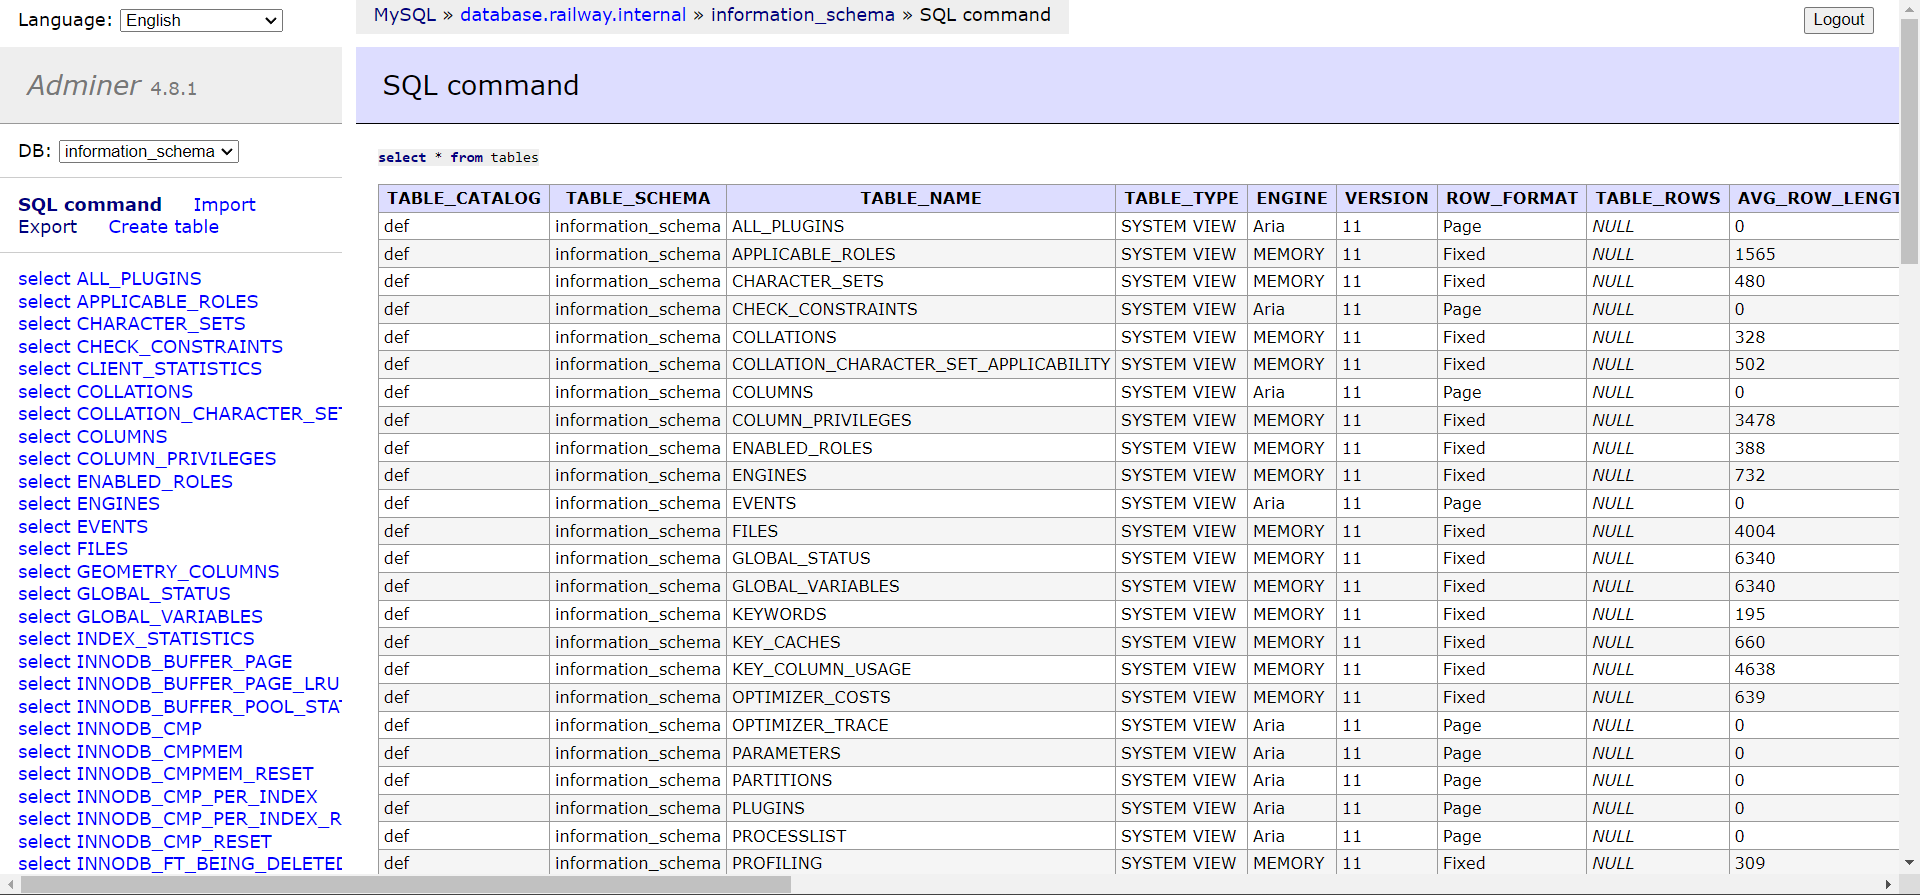 Language: English
MySQL » database.railway.internal » information_schema » SQL command
Logout
Adminer 4.8.1
SQL command
DB: information_schema
SQL command Import
Export Create table
select ALL_PLUGINS
select APPLICABLE_ROLES
select CHARACTER_SETS
select CHECK_CONSTRAINTS
select CLIENT_STATISTICS
select COLLATIONS
select COLLATION_CHARACTER_SET
select COLUMNS
select COLUMN_PRIVILEGES
select ENABLED_ROLES
select ENGINES
select EVENTS
select FILES
select GEOMETRY_COLUMNS
select GLOBAL_STATUS
select GLOBAL_VARIABLES
select INDEX_STATISTICS
select INNODB_BUFFER_PAGE
select INNODB_BUFFER_PAGE_LRU
select INNODB_BUFFER_POOL_STAT
select INNODB_CMP
select INNODB_CMPMEM
select INNODB_CMPMEM_RESET
select INNODB_CMP_PER_INDEX
select INNODB_CMP_PER_INDEX_R
select INNODB_CMP_RESET
select INNODB_FT_BEING_DELETED
select * from tables
TABLE_CATALOG TABLE_SCHEMA TABLE_NAME TABLE_TYPE ENGINE VERSION ROW_FORMAT TABLE_ROWS AVG_ROW_LENGT
def information_schema ALL_PLUGINS SYSTEM VIEW Aria 11 Page NULL 0
def information_schema APPLICABLE_ROLES SYSTEM VIEW MEMORY 11 Fixed NULL 1565
def information_schema CHARACTER_SETS SYSTEM VIEW MEMORY 11 Fixed NULL 480
def information_schema CHECK_CONSTRAINTS SYSTEM VIEW Aria 11 Page NULL 0
def information_schema COLLATIONS SYSTEM VIEW MEMORY 11 Fixed NULL 328
def information_schema COLLATION_CHARACTER_SET_APPLICABILITY SYSTEM VIEW MEMORY 11 Fixed NULL 502
def information_schema COLUMNS SYSTEM VIEW Aria 11 Page NULL 0
def information_schema COLUMN_PRIVILEGES SYSTEM VIEW MEMORY 11 Fixed NULL 3478
def information_schema ENABLED_ROLES SYSTEM VIEW MEMORY 11 Fixed NULL 388
def information_schema ENGINES SYSTEM VIEW MEMORY 11 Fixed NULL 732
def information_schema EVENTS SYSTEM VIEW Aria 11 Page NULL 0
def information_schema FILES SYSTEM VIEW MEMORY 11 Fixed NULL 4004
def information_schema GLOBAL_STATUS SYSTEM VIEW MEMORY 11 Fixed NULL 6340
def information_schema GLOBAL_VARIABLES SYSTEM VIEW MEMORY 11 Fixed NULL 6340
def information_schema KEYWORDS SYSTEM VIEW MEMORY 11 Fixed NULL 195
def information_schema KEY_CACHES SYSTEM VIEW MEMORY 11 Fixed NULL 660
def information_schema KEY_COLUMN_USAGE SYSTEM VIEW MEMORY 11 Fixed NULL 4638
def information_schema OPTIMIZER_COSTS SYSTEM VIEW MEMORY 11 Fixed NULL 639
def information_schema OPTIMIZER_TRACE SYSTEM VIEW Aria 11 Page NULL 0
def information_schema PARAMETERS SYSTEM VIEW Aria 11 Page NULL 0
def information_schema PARTITIONS SYSTEM VIEW Aria 11 Page NULL 0
def information_schema PLUGINS SYSTEM VIEW Aria 11 Page NULL 0
def information_schema PROCESSLIST SYSTEM VIEW Aria 11 Page NULL 0
def information_schema PROFILING SYSTEM VIEW MEMORY 11 Fixed NULL 309